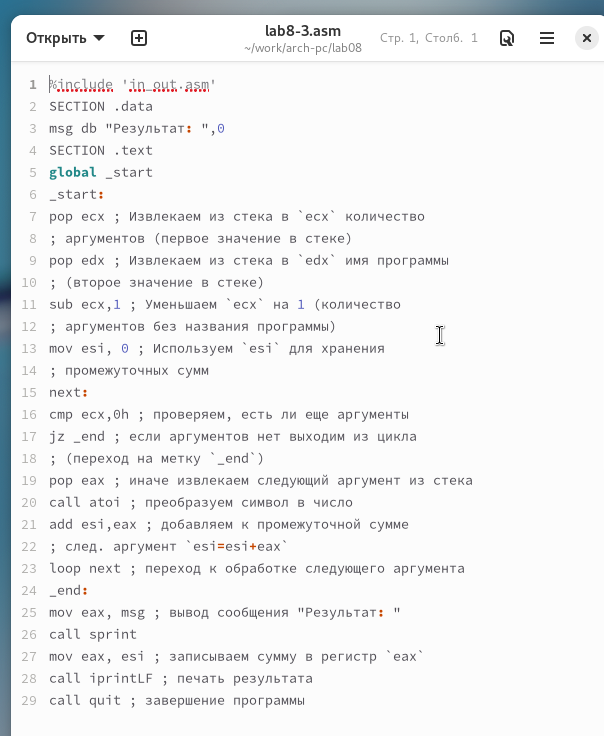 Открыть
lab8-3.asm
~/work/arch-pc/lab08
Стр. 1, Столб. 1
1 %include 'in_out.asm'
2 SECTION .data
3 msg db "Результат: ",0
4 SECTION .text
5 global _start
6 _start:
7 pop ecx ; Извлекаем из стека в `ecx` количество
8 ; аргументов (первое значение в стеке)
9 pop edx ; Извлекаем из стека в `edx` имя программы
10 ; (второе значение в стеке)
11 sub ecx,1 ; Уменьшаем `ecx` на 1 (количество
12 ; аргументов без названия программы)
13 mov esi, 0 ; Используем `esi` для хранения
14 ; промежуточных сумм
15 next:
16 cmp ecx,0h ; проверяем, есть ли еще аргументы
17 jz _end ; если аргументов нет выходим из цикла
18 ; (переход на метку `_end`)
19 pop eax ; иначе извлекаем следующий аргумент из стека
20 call atoi ; преобразуем символ в число
21 add esi,eax ; добавляем к промежуточной сумме
22 ; след. аргумент `esi=esi+eax`
23 loop next ; переход к обработке следующего аргумента
24 _end:
25 mov eax, msg ; вывод сообщения "Результат: "
26 call sprint
27 mov eax, esi ; записываем сумму в регистр `eax`
28 call iprintLF ; печать результата
29 call quit ; завершение программы